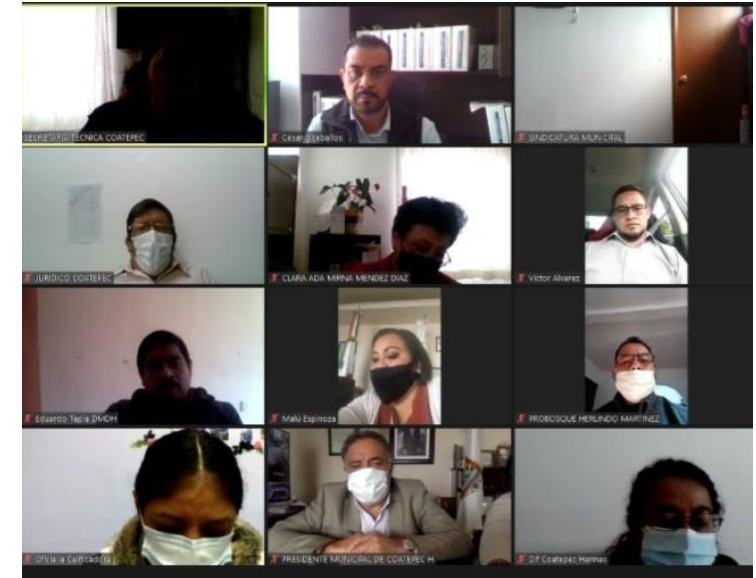 SECRETARIA TECNICA COATEPEC
César g ceballos
SINDICATURA MUNICIPAL
JURIDICO COATEPEC
CLARA ADA MIRNA MENDEZ DIAZ
Víctor Alvarez
Eduardo Tapia DMDH
Malú Espinoza
PROBOSQUE HERLINDO MARTINEZ
Oficialia Calificadora
PRESIDENTE MUNICIPAL DE COATEPEC H
Dif Coatepec Harinas